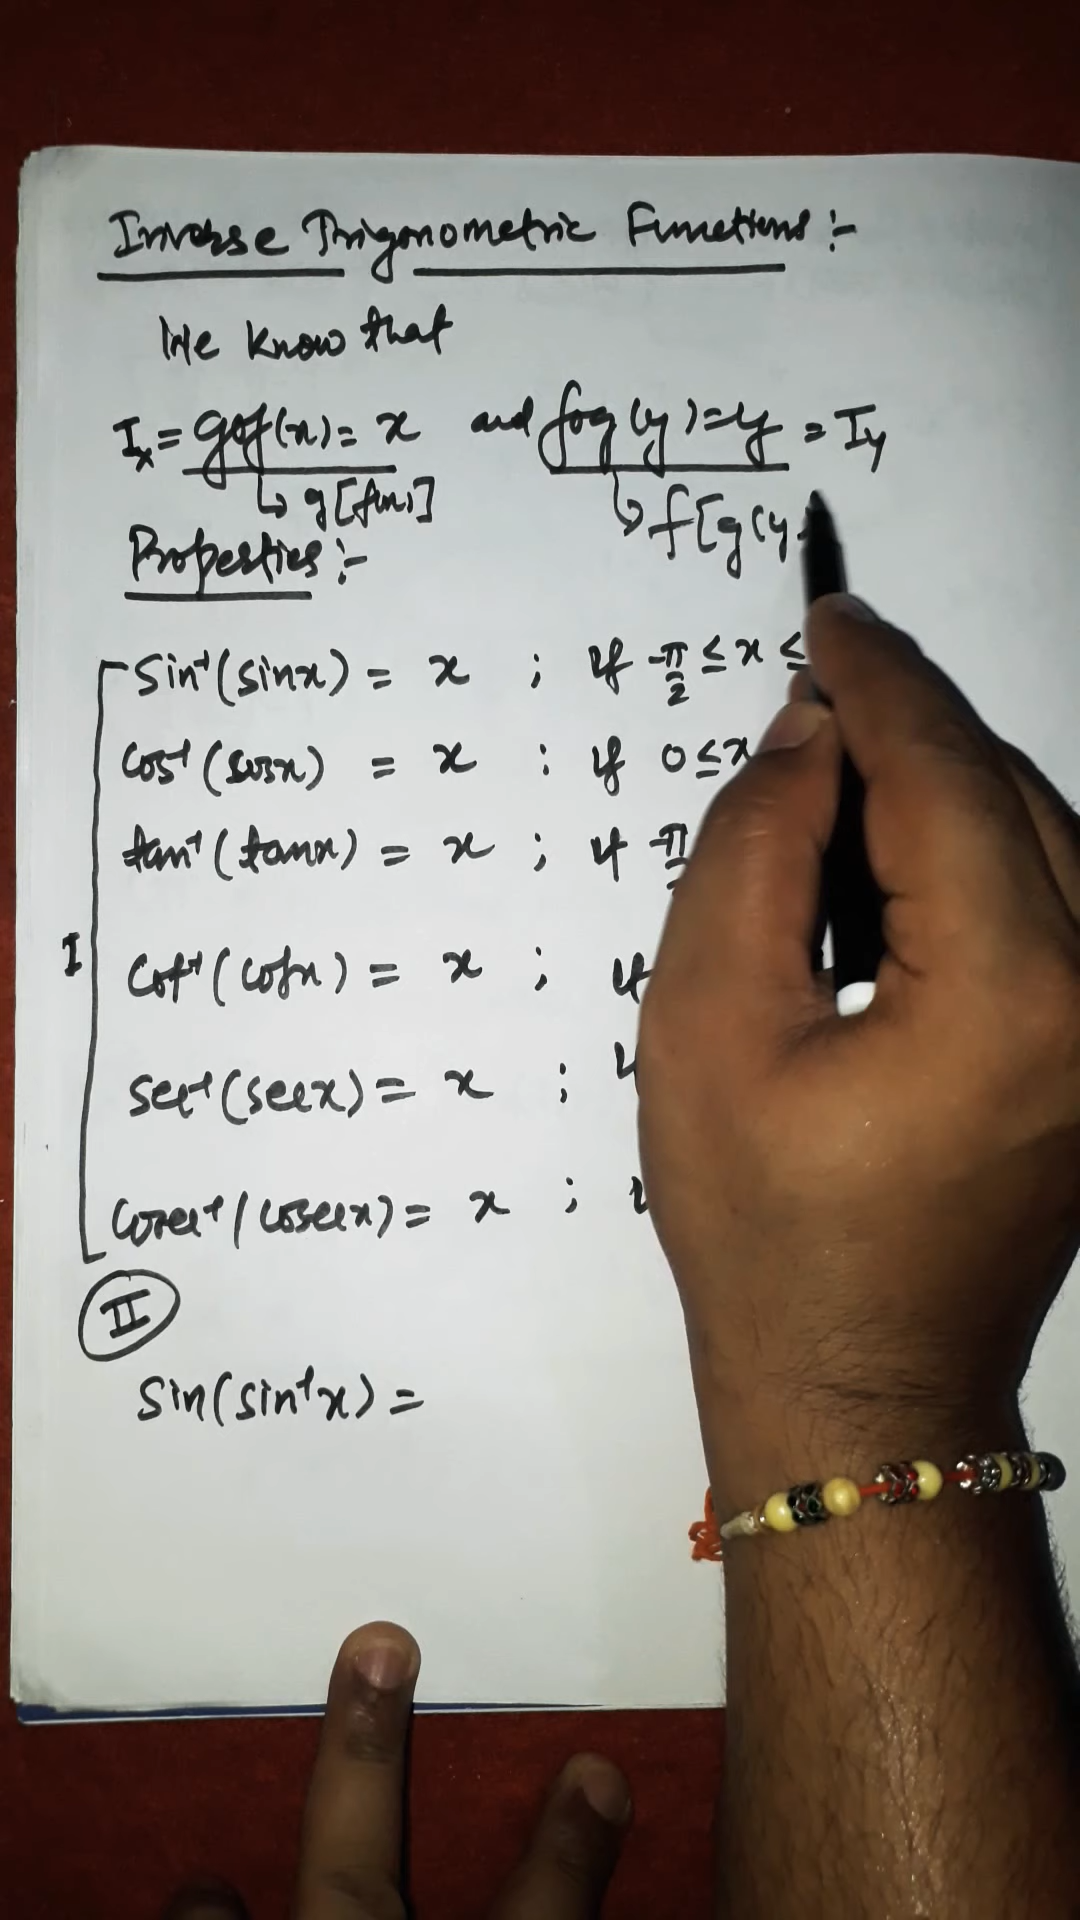 Inverse Trigonometric Functions :-
We know that
Iₓ = gof(x) = x and fog(y) = y = Iᵧ
↳ g[f(x)] ↳ f[g(y
Properties :-
Sin⁻¹(sinx) = x ; if -π/2 ≤ x ≤
Cos⁻¹(cosx) = x : if 0 ≤ x
tan⁻¹(tanx) = x ; if -π
I
Cot⁻¹(cotx) = x ; if
Sec⁻¹(secx) = x ;
Cosec⁻¹(cosecx) = x ;
II
Sin(sin⁻¹x) =